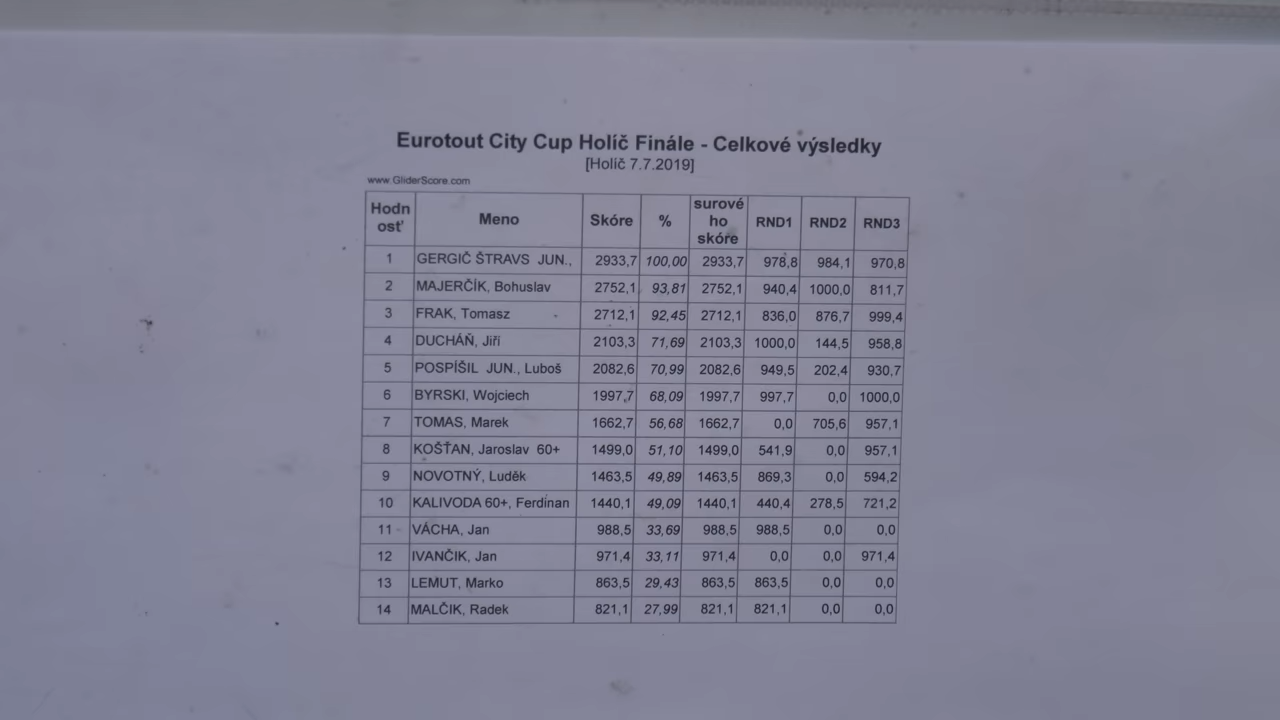 Eurotout City Cup Holíč Finále - Celkové výsledky
[Holíč 7.7.2019]
www.GliderScore.com
Hodnosť Meno Skóre % surového skóre RND1 RND2 RND3
1 GERGIČ ŠTRAVS JUN., 2933,7 100,00 2933,7 978,8 984,1 970,8
2 MAJERČÍK, Bohuslav 2752,1 93,81 2752,1 940,4 1000,0 811,7
3 FRAK, Tomasz 2712,1 92,45 2712,1 836,0 876,7 999,4
4 DUCHÁŇ, Jiří 2103,3 71,69 2103,3 1000,0 144,5 958,8
5 POSPÍŠIL JUN., Luboš 2082,6 70,99 2082,6 949,5 202,4 930,7
6 BYRSKI, Wojciech 1997,7 68,09 1997,7 997,7 0,0 1000,0
7 TOMAS, Marek 1662,7 56,68 1662,7 0,0 705,6 957,1
8 KOŠŤAN, Jaroslav 60+ 1499,0 51,10 1499,0 541,9 0,0 957,1
9 NOVOTNÝ, Luděk 1463,5 49,89 1463,5 869,3 0,0 594,2
10 KALIVODA 60+, Ferdinan 1440,1 49,09 1440,1 440,4 278,5 721,2
11 VÁCHA, Jan 988,5 33,69 988,5 988,5 0,0 0,0
12 IVANČIK, Jan 971,4 33,11 971,4 0,0 0,0 971,4
13 LEMUT, Marko 863,5 29,43 863,5 863,5 0,0 0,0
14 MALČIK, Radek 821,1 27,99 821,1 821,1 0,0 0,0